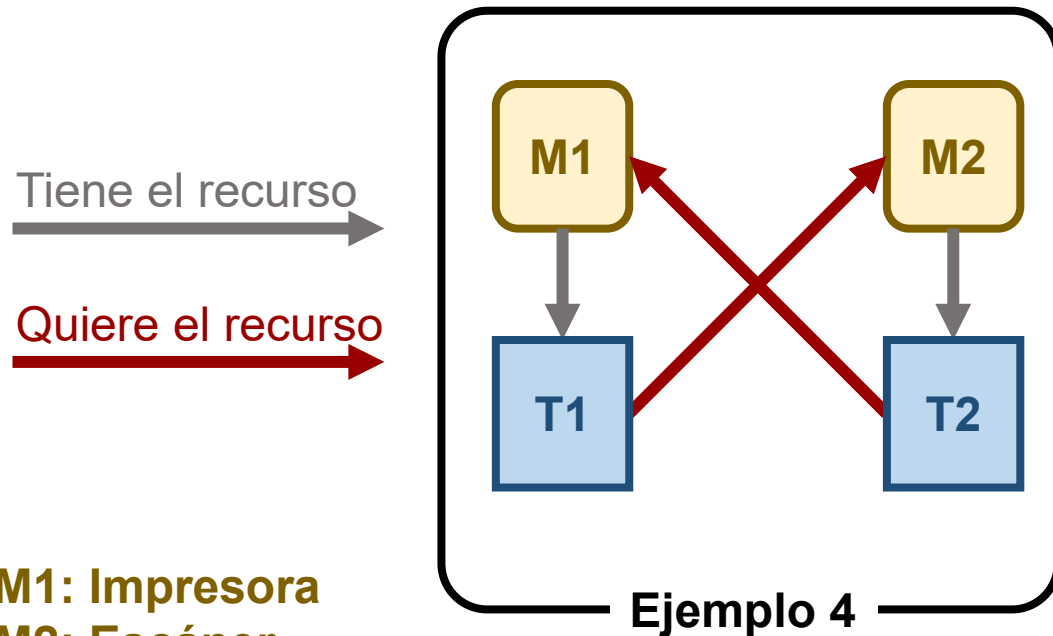 Tiene el recurso
Quiere el recurso
M1
M2
T1
T2
M1: Impresora
Ejemplo 4